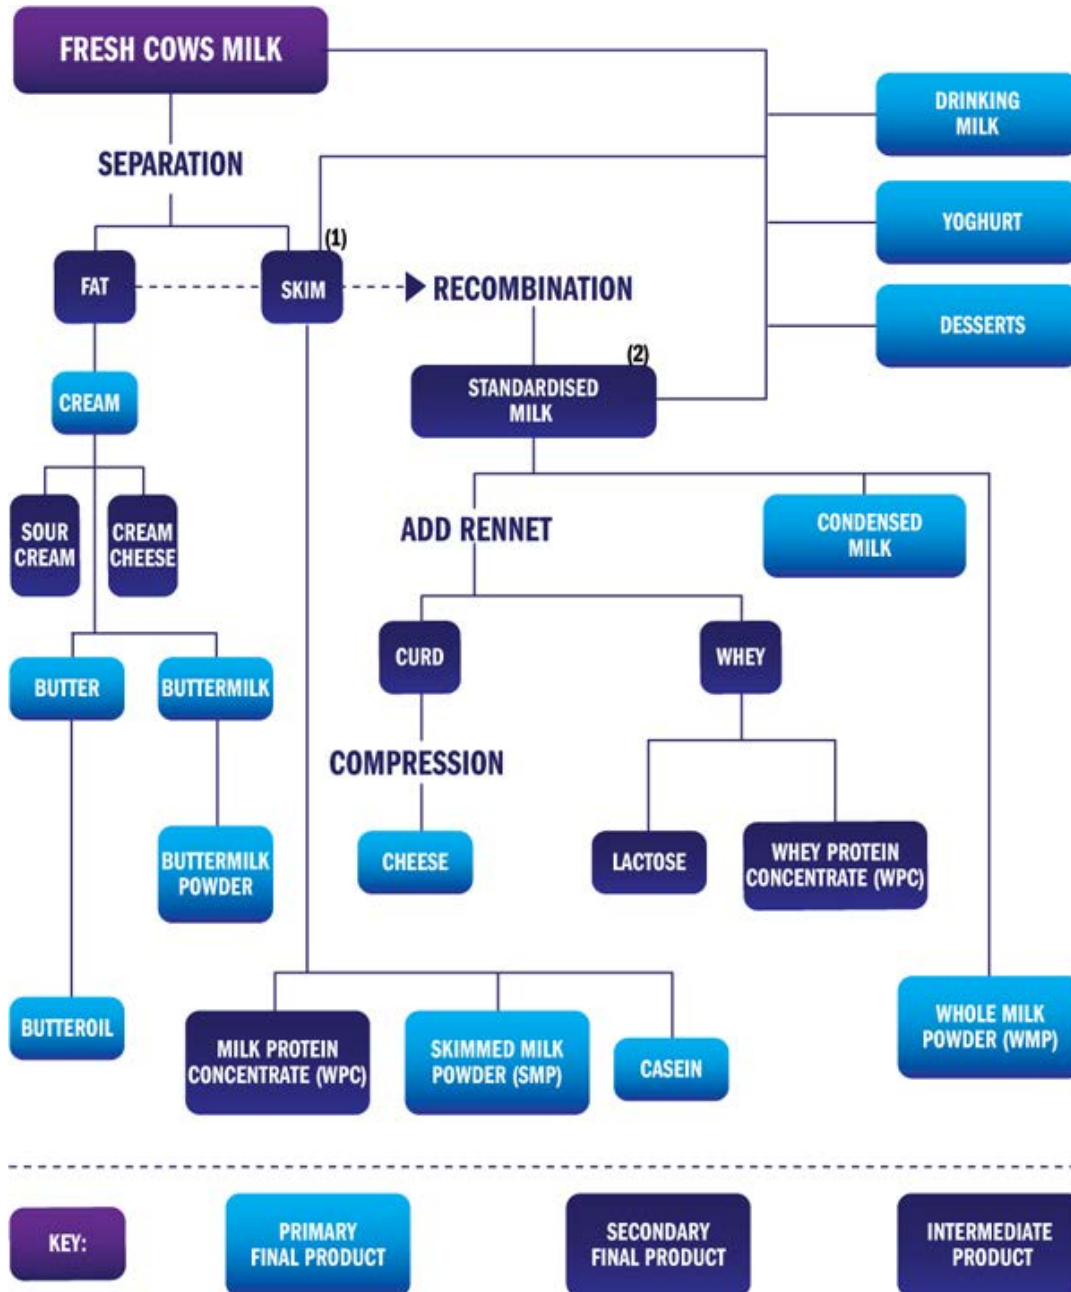 FRESH COWS MILK
DRINKING
MILK
SEPARATION
YOGHURT
(1)
FAT
SKIM
RECOMBINATION
DESSERTS
(2)
STANDARDISED
MILK
CREAM
SOUR
CREAM
CREAM
CHEESE
ADD RENNET
CONDENSED
MILK
CURD
WHEY
BUTTER
BUTTERMILK
COMPRESSION
BUTTERMILK
POWDER
CHEESE
LACTOSE
WHEY PROTEIN
CONCENTRATE (WPC)
BUTTEROIL
MILK PROTEIN
CONCENTRATE (WPC)
SKIMMED MILK
POWDER (SMP)
CASEIN
WHOLE MILK
POWDER (WMP)
KEY:
PRIMARY
FINAL PRODUCT
SECONDARY
FINAL PRODUCT
INTERMEDIATE
PRODUCT